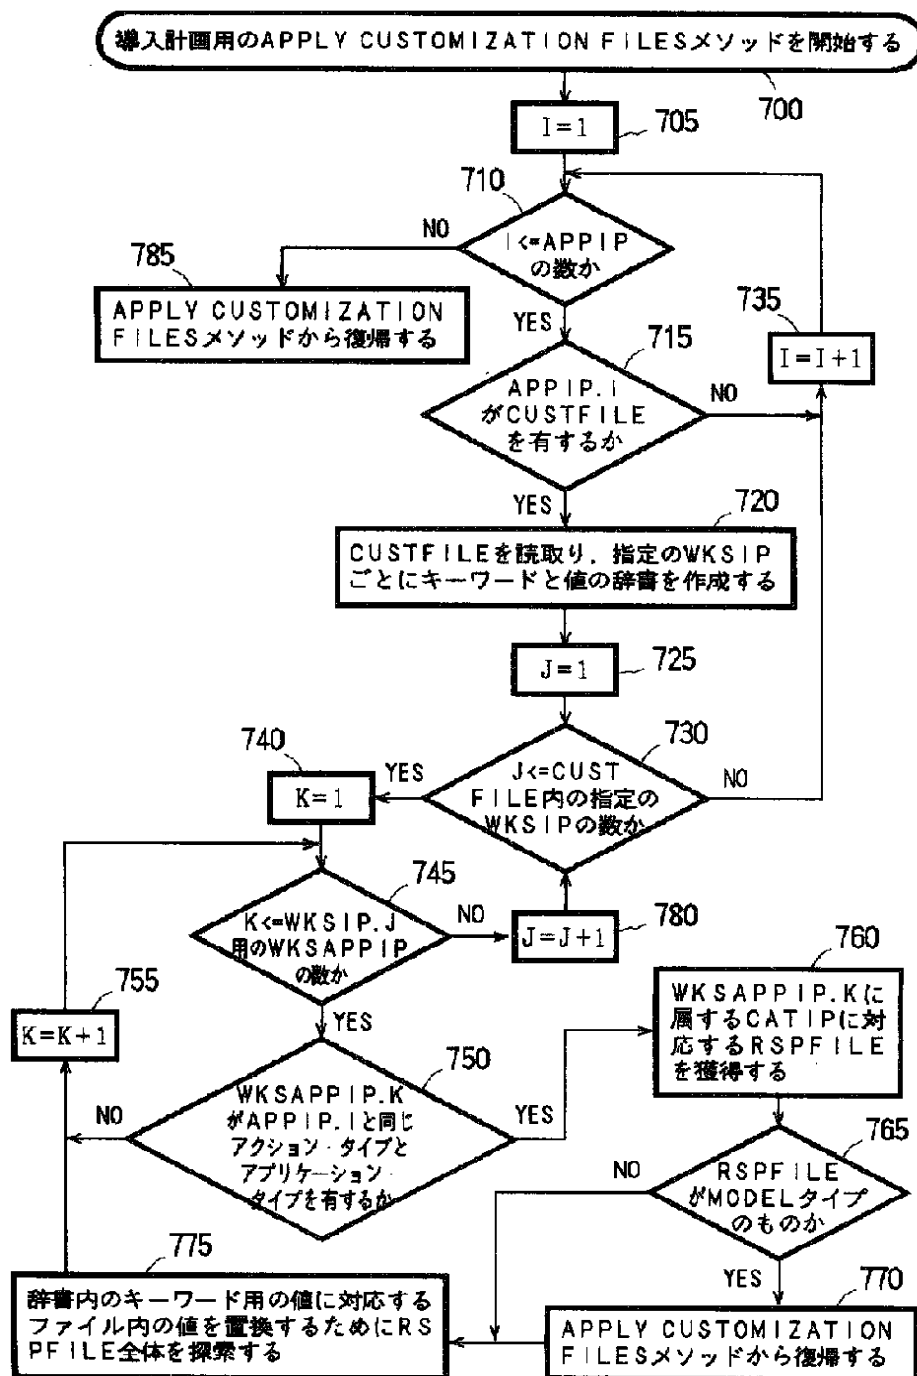 導入計画用のAPPLY CUSTOMIZATION FILESメソッドを開始する
700
I=1
705
710
I<=APPIP
の数か
NO
YES
785
APPLY CUSTOMIZATION
FILESメソッドから復帰する
735
I=I+1
715
APPIP.I
がCUSTFILE
を有するか
NO
YES
720
CUSTFILEを読取り,指定のWKSIP
ごとにキーワードと値の辞書を作成する
J=1
725
730
J<=CUST
FILE内の指定の
WKSIPの数か
YES
NO
740
K=1
745
K<=WKSIP.J
用のWKSAPPIP
の数か
NO
YES
J=J+1
780
755
K=K+1
750
WKSAPPIP.K
がAPPIP.Iと同じ
アクション・タイプと
アプリケーション・
タイプを有するか
NO
YES
760
WKSAPPIP.Kに
属するCATIPに対
応するRSPFILE
を獲得する
765
RSPFILE
がMODELタイプ
のものか
NO
YES
770
APPLY CUSTOMIZATION
FILESメソッドから復帰する
775
辞書内のキーワード用の値に対応する
ファイル内の値を置換するためにRS
PFILE全体を探索する